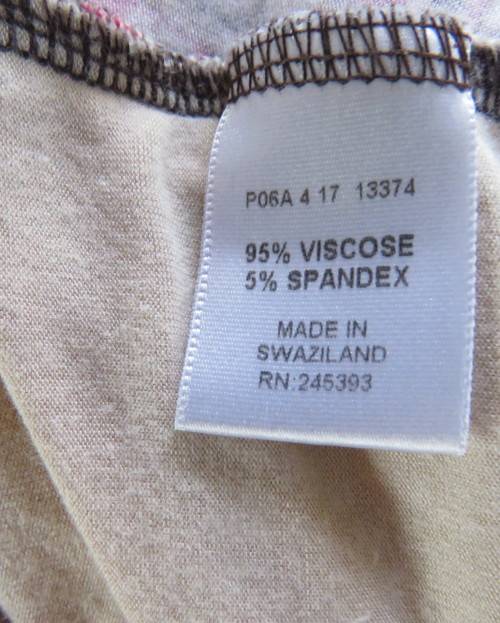 P06A 4 17 13374
95% VISCOSE
5% SPANDEX
MADE IN
SWAZILAND
RN:245393